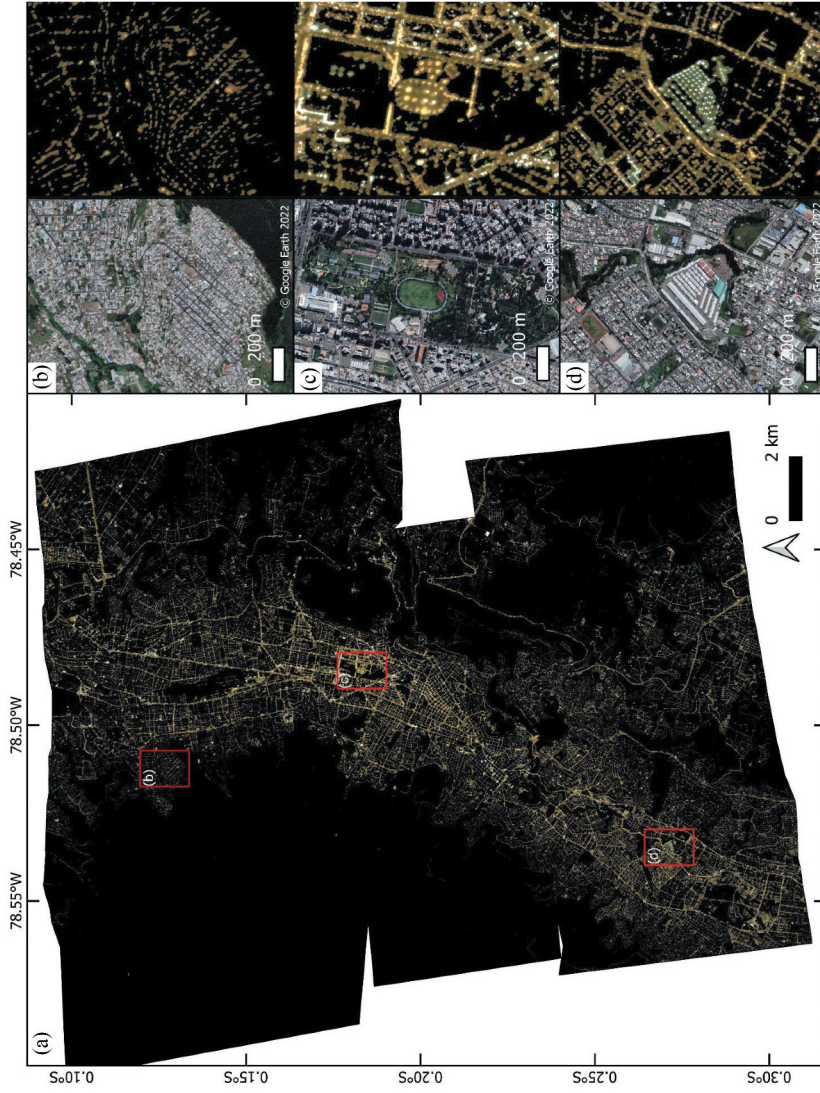 (a)
78.55°W
78.50°W
78.45°W
0.10°S
0.15°S
0.20°S
0.25°S
0.30°S
(b)
(c)
(d)
0
2 km
(b)
0 200 m
© Google Earth 2022
(c)
0 200 m
© Google Earth 2022
(d)
0 200 m
Google Earth 2022